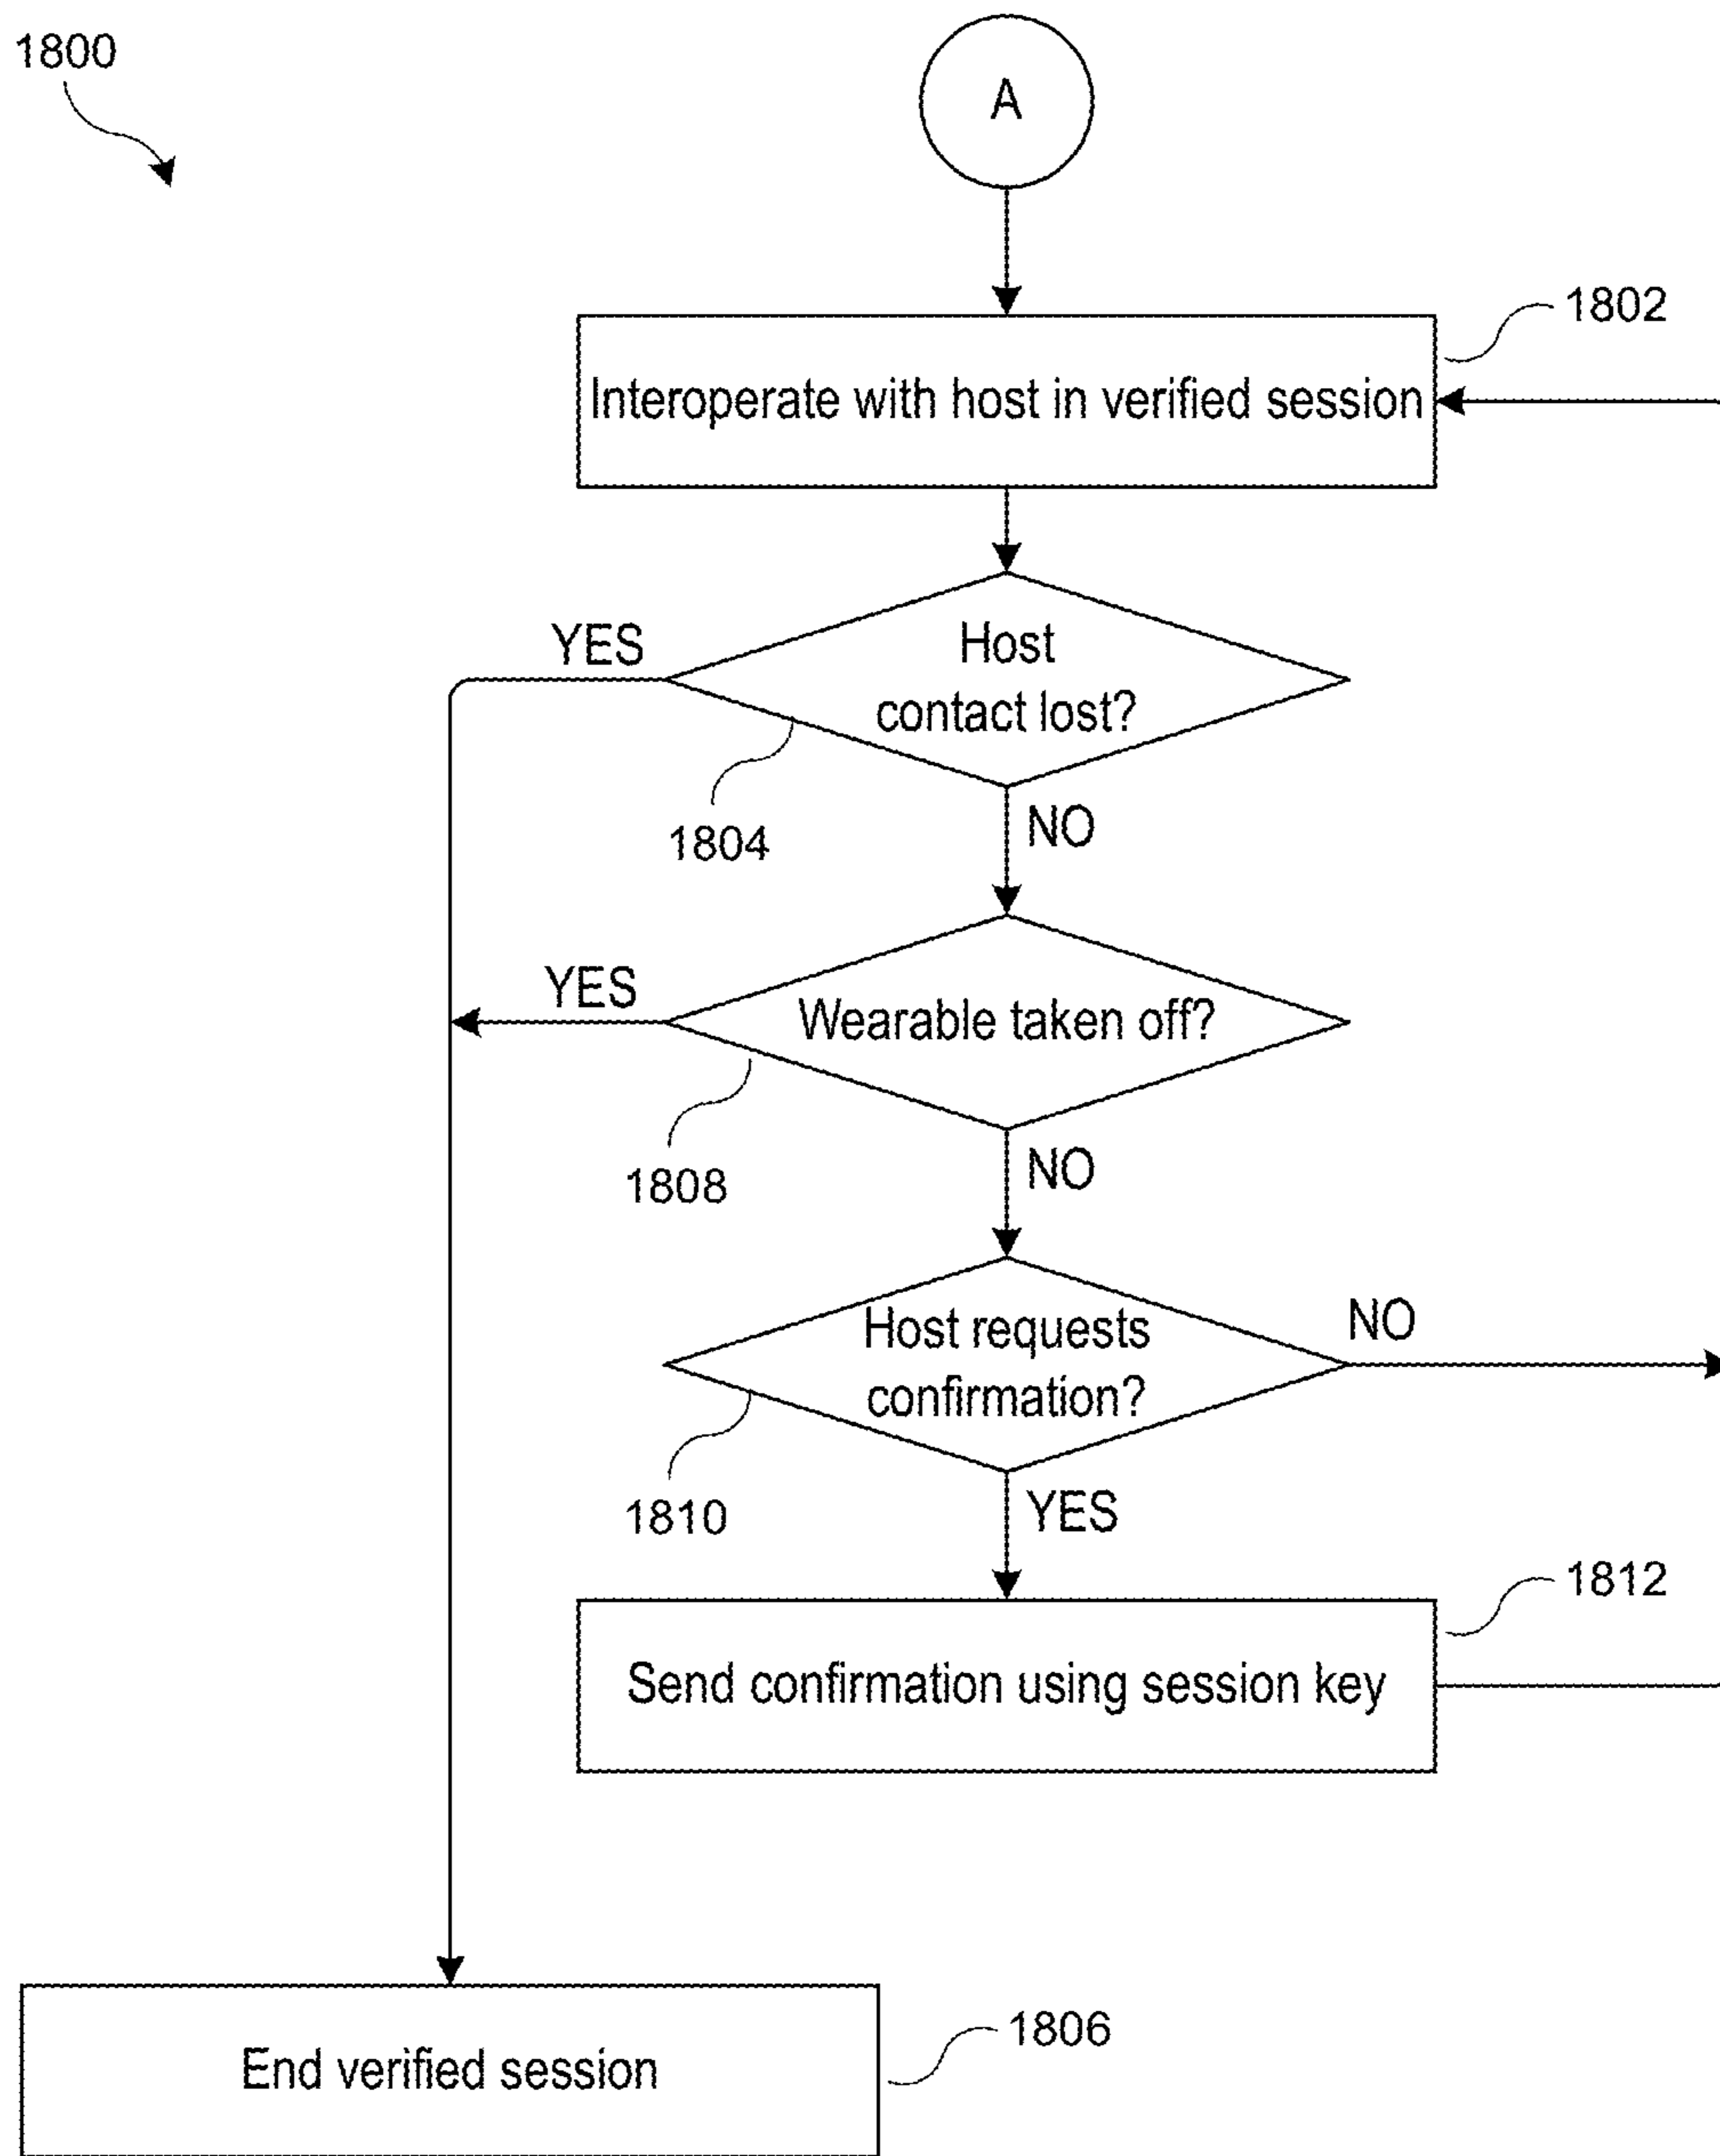 1800
A
1802
Interoperate with host in verified session
YES
Host
contact lost?
1804
NO
YES
Wearable taken off?
1808
NO
Host requests
confirmation?
NO
1810
YES
1812
Send confirmation using session key
1806
End verified session